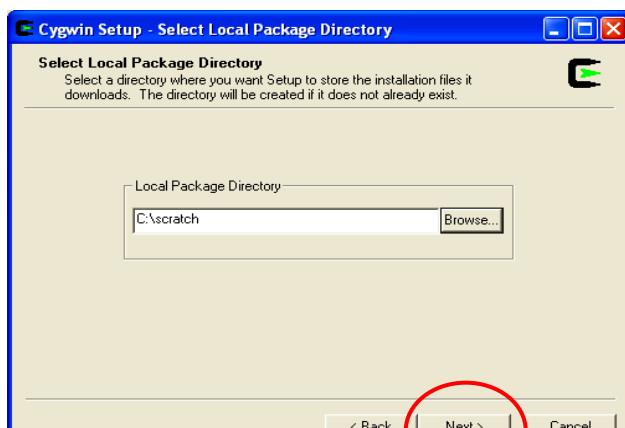 Cygwin Setup - Select Local Package Directory
Select Local Package Directory
Select a directory where you want Setup to store the installation files it
downloads. The directory will be created if it does not already exist.
Local Package Directory
C:\scratch
Browse...
< Back
Next >
Cancel